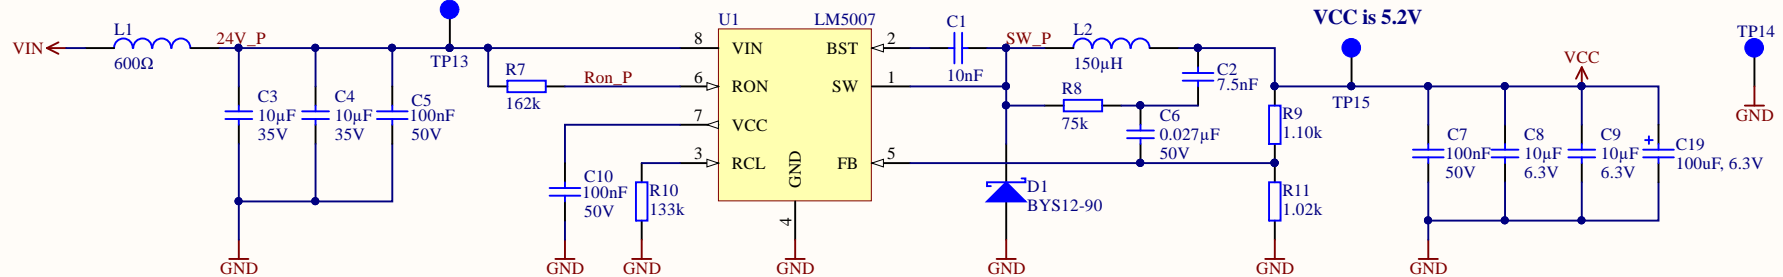 VCC is 5.2V
VIN
L1
600Ω
24V_P
TP13
C3
10µF
35V
C4
10µF
35V
C5
100nF
50V
R7
162k
Ron_P
U1
LM5007
8
VIN
6
RON
7
VCC
3
RCL
GND
4
BST
2
SW
1
FB
5
C10
100nF
50V
R10
133k
C1
10nF
SW_P
L2
150µH
R8
75k
C2
7.5nF
C6
0.027µF
50V
D1
BYS12-90
R9
1.10k
R11
1.02k
TP15
VCC
C7
100nF
50V
C8
10µF
6.3V
C9
10µF
6.3V
+
C19
100uF, 6.3V
TP14
GND
GND
GND
GND
GND
GND
GND
GND